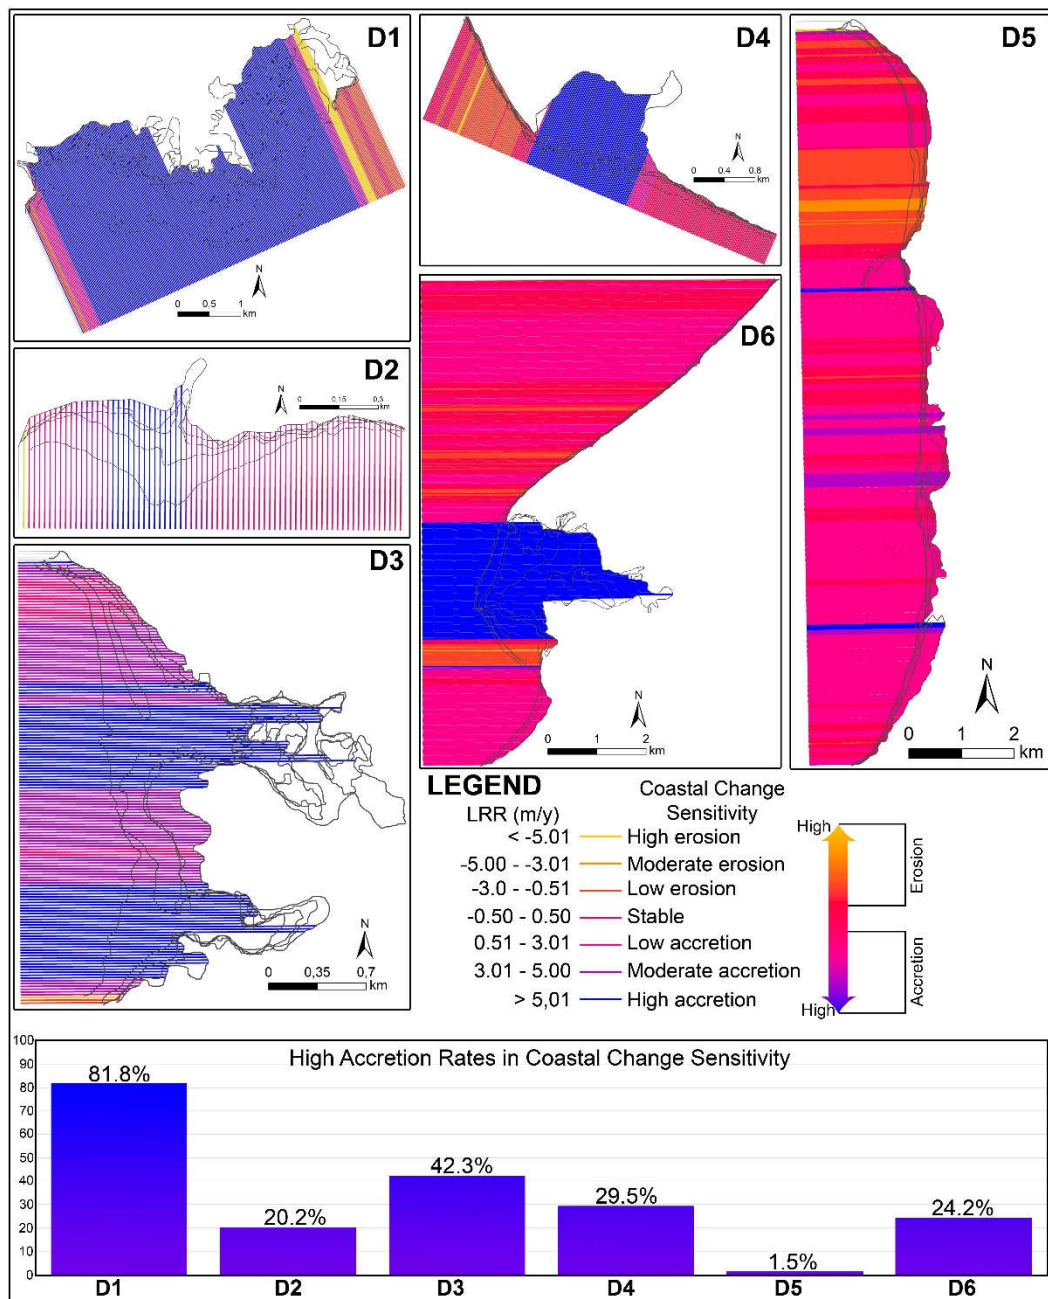 D1
N
0 0.5 1
km
D4
N
0 0.4 0.8
km
D5
N
0 1 2
km
D2
N
0 0,15 0,3
km
D6
N
0 1 2
km
D3
N
0 0,35 0,7
km
LEGEND
LRR (m/y) Coastal Change Sensitivity
< -5.01 High erosion
-5.00 - -3.01 Moderate erosion
-3.0 - -0.51 Low erosion
-0.50 - 0.50 Stable
0.51 - 3.01 Low accretion
3.01 - 5.00 Moderate accretion
> 5,01 High accretion
High
Erosion
Accretion
High
High Accretion Rates in Coastal Change Sensitivity
100
90
80
70
60
50
40
30
20
10
0
81.8%
20.2%
42.3%
29.5%
1.5%
24.2%
D1 D2 D3 D4 D5 D6